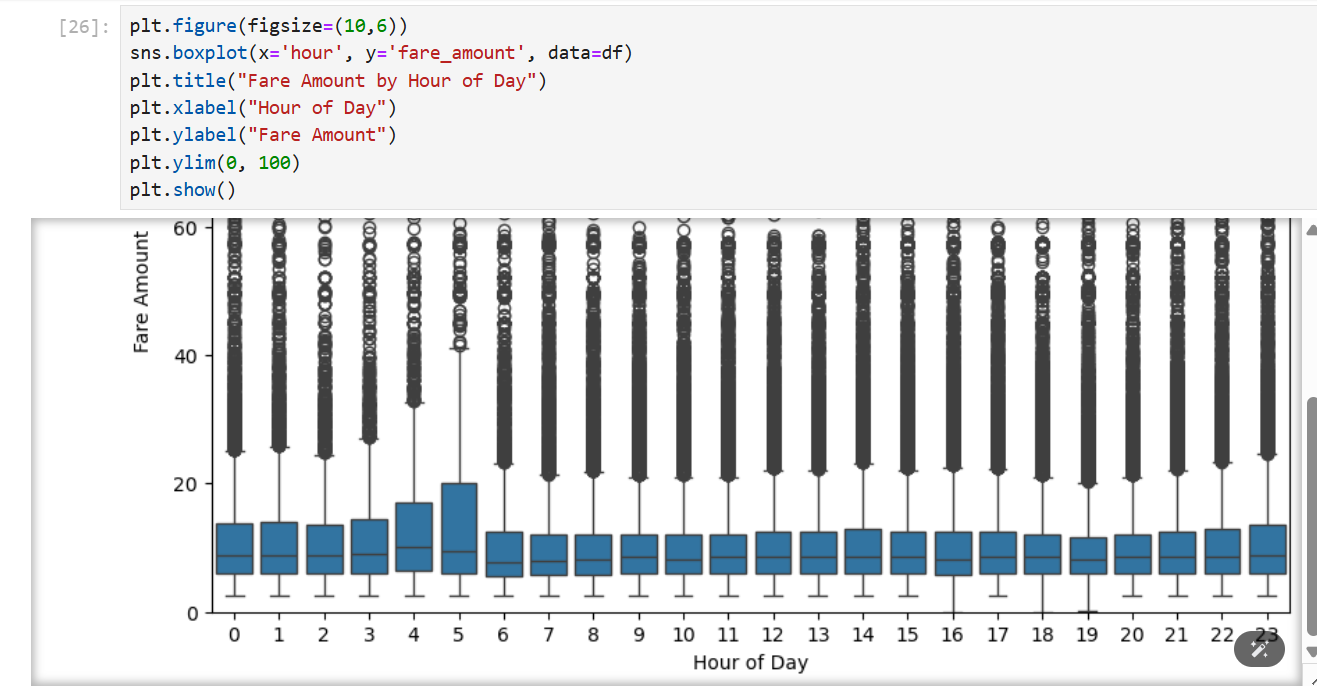 [26]:
plt.figure(figsize=(10,6))
sns.boxplot(x='hour', y='fare_amount', data=df)
plt.title("Fare Amount by Hour of Day")
plt.xlabel("Hour of Day")
plt.ylabel("Fare Amount")
plt.ylim(0, 100)
plt.show()
Fare Amount
60
40
20
0
0 1 2 3 4 5 6 7 8 9 10 11 12 13 14 15 16 17 18 19 20 21 22 23
Hour of Day